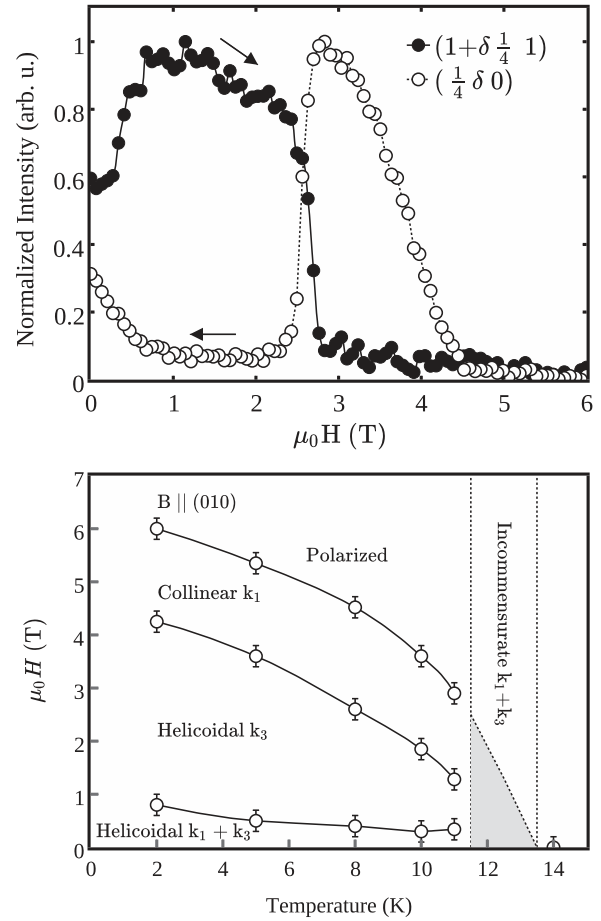 Normalized Intensity (arb. u.)
1
0.8
0.6
0.4
0.2
0
(1+δ 1/4 1)
(1/4 δ 0)
0 1 2 3 4 5 6
μ₀H (T)
μ₀H (T)
7
6
5
4
3
2
1
0
B || (010)
Polarized
Collinear k₁
Helicoidal k₃
Helicoidal k₁ + k₃
Incommensurate k₁+k₃
0 2 4 6 8 10 12 14
Temperature (K)